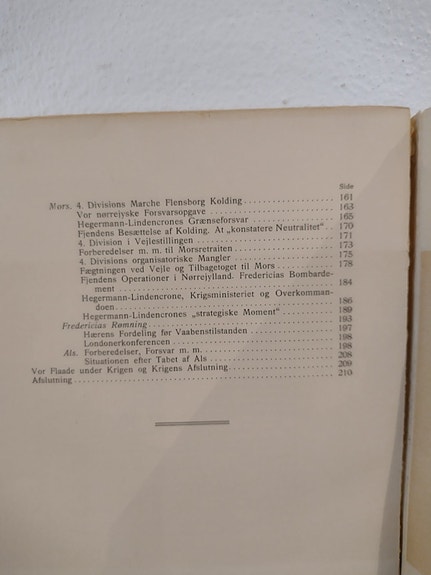 Side
Mors. 4. Divisions Marche Flensborg Kolding . . . . . . . . . . . . . . . . . . 161
Vor nørrejyske Forsvarsopgave . . . . . . . . . . . . . . . . . . . . . . . . . 163
Hegermann-Lindencrones Grænseforsvar . . . . . . . . . . . . . . . . . . 165
Fjendens Besættelse af Kolding. At „konstatere Neutralitet" . . 170
4. Division i Vejlestillingen . . . . . . . . . . . . . . . . . . . . . . . . . . . . . 171
Forberedelser m. m. til Morsretraiten . . . . . . . . . . . . . . . . . . . . . 173
4. Divisions organisatoriske Mangler . . . . . . . . . . . . . . . . . . . . . . 175
Fægtningen ved Vejle og Tilbagetoget til Mors . . . . . . . . . . . . 178
Fjendens Operationer i Nørrejylland. Fredericias Bombarde-
ment . . . . . . . . . . . . . . . . . . . . . . . . . . . . . . . . . . . . . . . . . . . . . . 184
Hegermann-Lindencrone, Krigsministeriet og Overkomman-
doen . . . . . . . . . . . . . . . . . . . . . . . . . . . . . . . . . . . . . . . . . . . . . . 186
Hegermann-Lindencrones „strategiske Moment" . . . . . . . . . . . 189
Fredericias Rømning . . . . . . . . . . . . . . . . . . . . . . . . . . . . . . . . . . . . . 193
Hærens Fordeling før Vaabenstilstanden . . . . . . . . . . . . . . . . . 197
Londonerkonferencen . . . . . . . . . . . . . . . . . . . . . . . . . . . . . . . . . 198
Als. Forberedelser, Forsvar m. m. . . . . . . . . . . . . . . . . . . . . . . . . . . 198
Situationen efter Tabet af Als . . . . . . . . . . . . . . . . . . . . . . . . . . 208
Vor Flaade under Krigen og Krigens Afslutning . . . . . . . . . . . . . . . . . . 209
Afslutning . . . . . . . . . . . . . . . . . . . . . . . . . . . . . . . . . . . . . . . . . . . . . . . 210